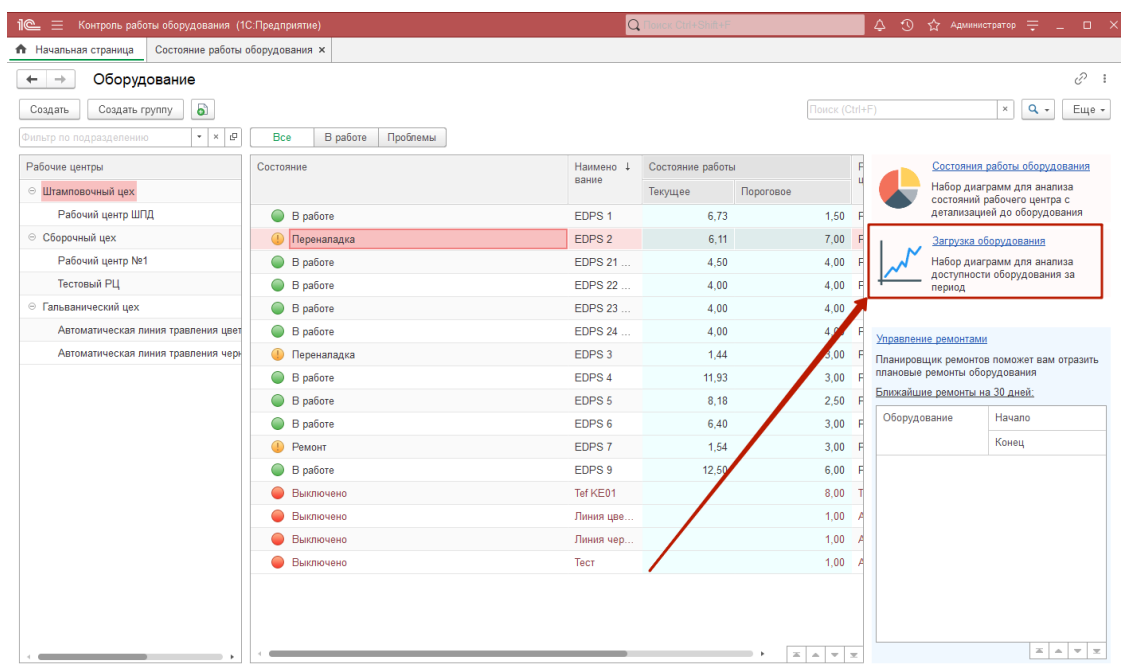 Контроль работы оборудования (1С:Предприятие)
Поиск Ctrl+Shift+F
Администратор
Начальная страница
Состояние работы оборудования ×
Оборудование
Создать
Создать группу
Поиск (Ctrl+F)
Еще
Фильтр по подразделению
Все
В работе
Проблемы
Рабочие центры
Штамповочный цех
Рабочий центр ШПД
Сборочный цех
Рабочий центр №1
Тестовый РЦ
Гальванический цех
Автоматическая линия травления цвет
Автоматическая линия травления черн
Состояние
Наимено ↓
вание
Состояние работы
Текущее
Пороговое
Р
ц
В работе EDPS 1 6,73 1,50 Р
Переналадка EDPS 2 6,11 7,00 Р
В работе EDPS 21 ... 4,50 4,00 Р
В работе EDPS 22 ... 4,00 4,00 Р
В работе EDPS 23 ... 4,00 4,00
В работе EDPS 24 ... 4,00 4,00 Р
Переналадка EDPS 3 1,44 3,00 Р
В работе EDPS 4 11,93 3,00 Р
В работе EDPS 5 8,18 2,50 Р
В работе EDPS 6 6,40 3,00 Р
Ремонт EDPS 7 1,54 3,00 Р
В работе EDPS 9 12,50 6,00 Р
Выключено Tef KE01 8,00 Т
Выключено Линия цве... 1,00 А
Выключено Линия чер... 1,00 А
Выключено Тест 1,00 А
Состояния работы оборудования
Набор диаграмм для анализа
состояний рабочего центра с
детализацией до оборудования
Загрузка оборудования
Набор диаграмм для анализа
доступности оборудования за
период
Управление ремонтами
Планировщик ремонтов поможет вам отразить
плановые ремонты оборудования
Ближайшие ремонты на 30 дней:
Оборудование
Начало
Конец